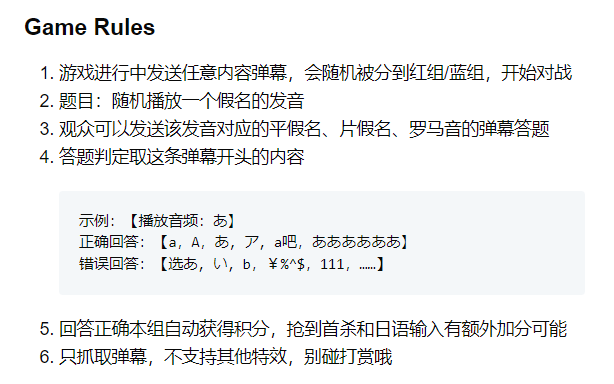 Game Rules
1. 游戏进行中发送任意内容弹幕，会随机被分到红组/蓝组，开始对战
2. 题目：随机播放一个假名的发音
3. 观众可以发送该发音对应的平假名、片假名、罗马音的弹幕答题
4. 答题判定取这条弹幕开头的内容
示例：【播放音频：あ】
正确回答：【a，A，あ，ア，a吧，ああああああ】
错误回答：【选あ，い，b，￥%^$，111，……】
5. 回答正确本组自动获得积分，抢到首杀和日语输入有额外加分可能
6. 只抓取弹幕，不支持其他特效，别碰打赏哦